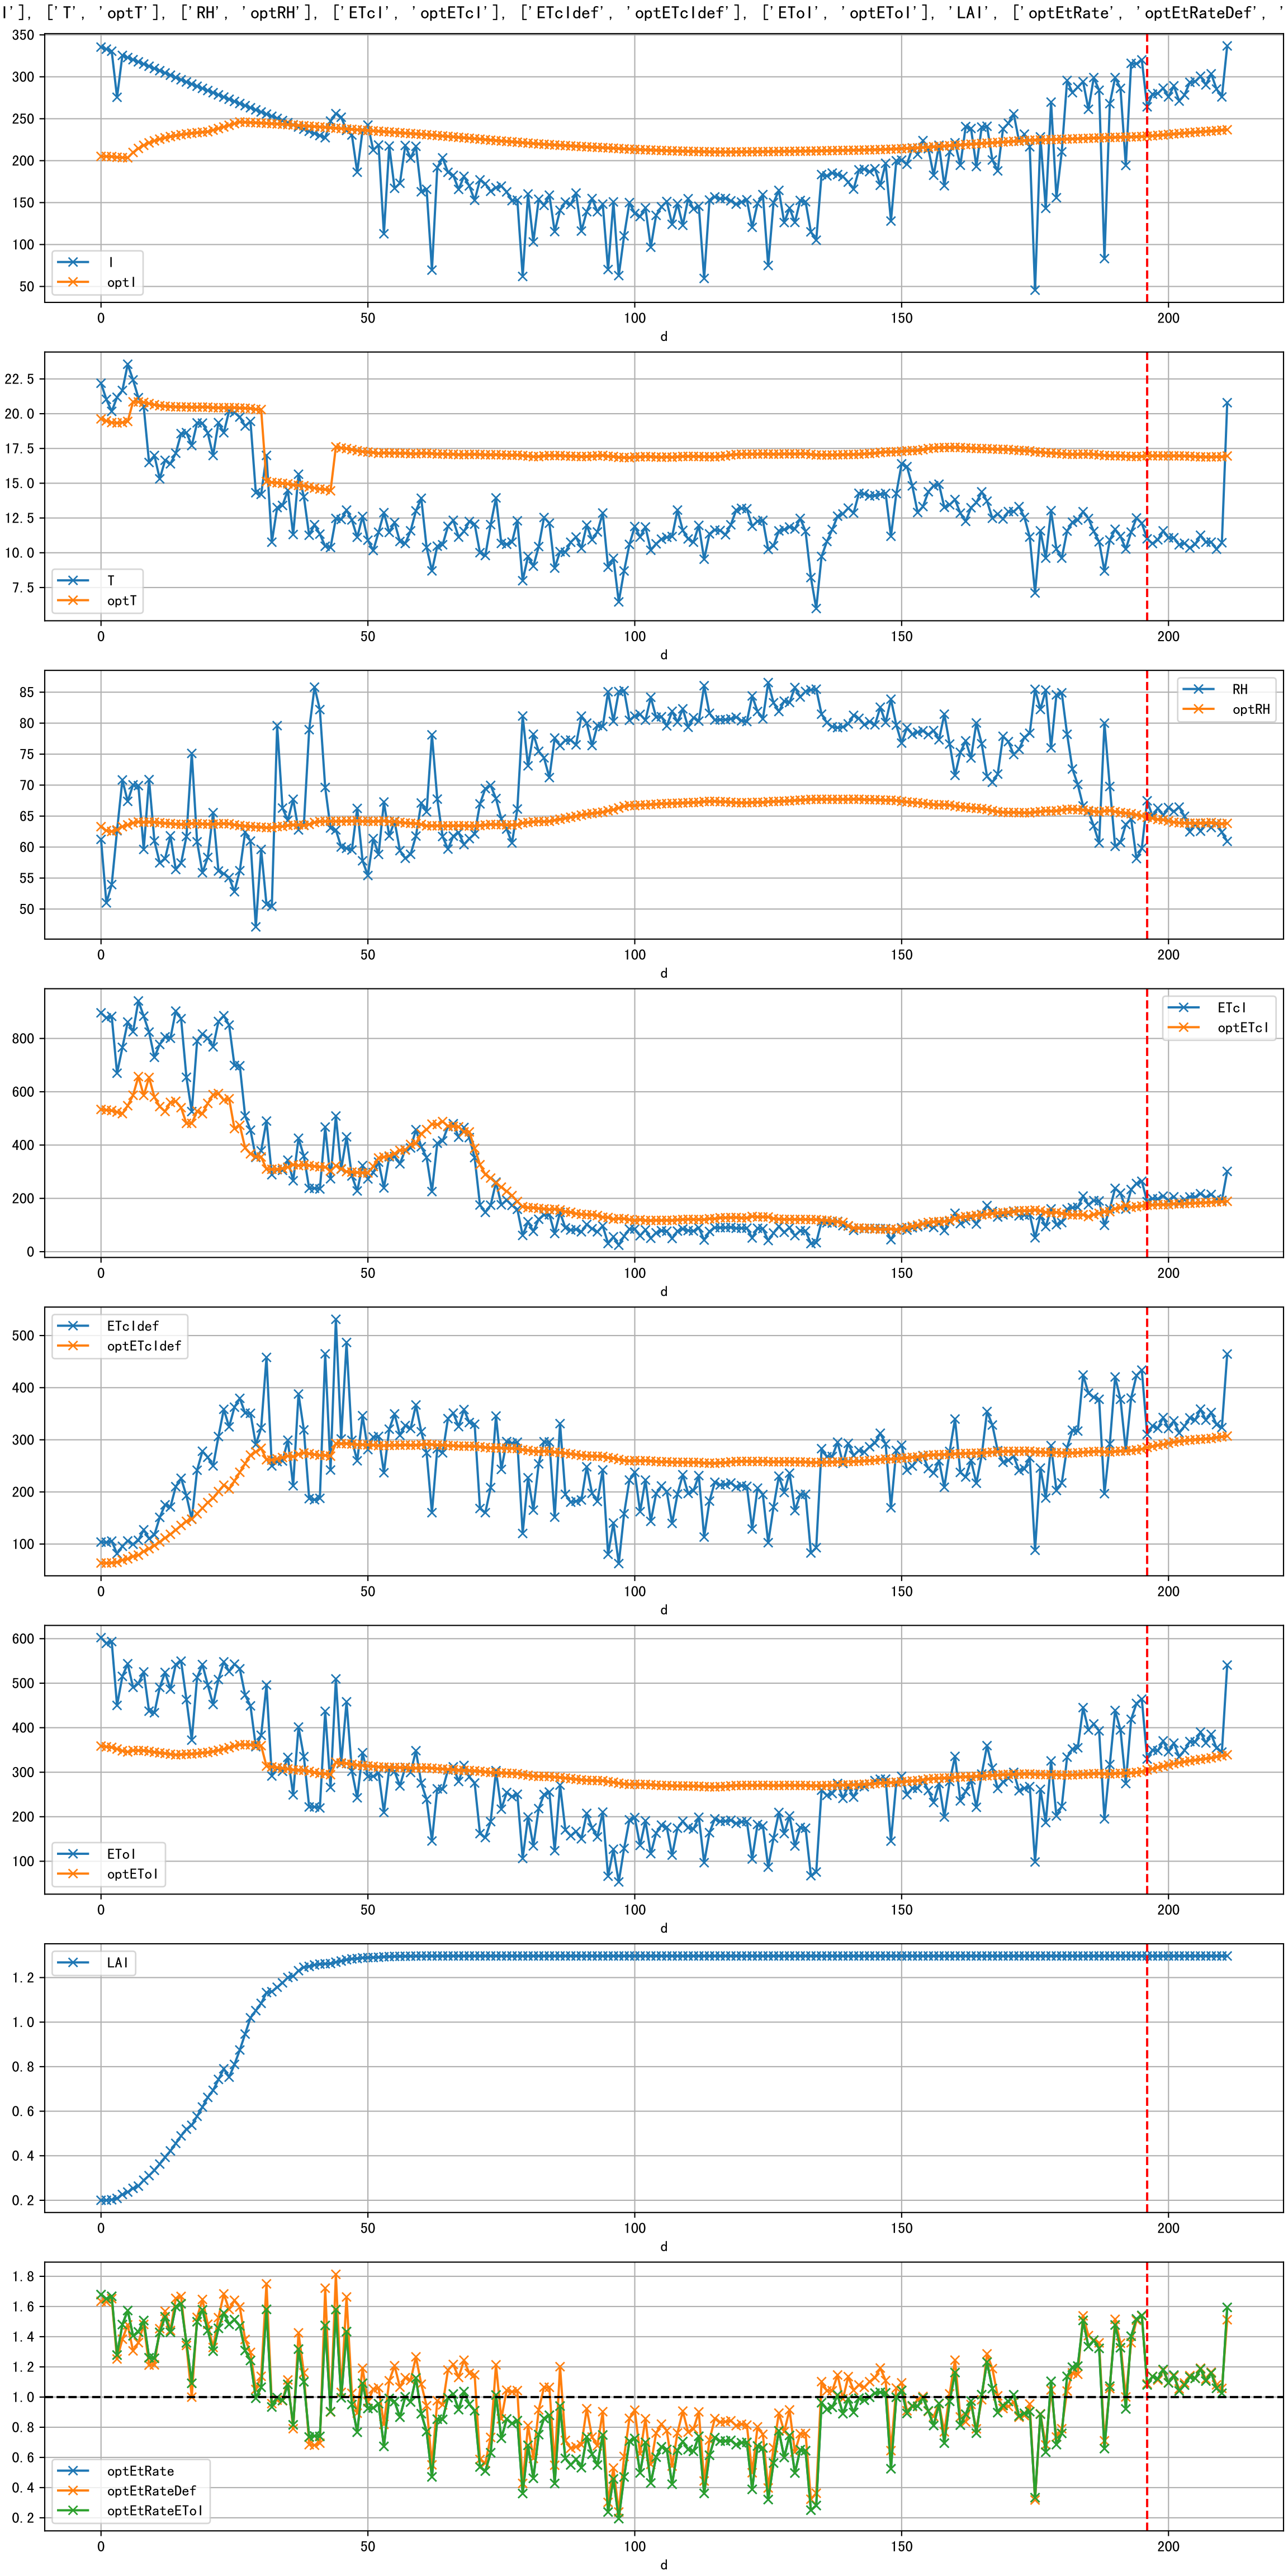 I'], ['T', 'optT'], ['RH', 'optRH'], ['ETcI', 'optETcI'], ['ETcIdef', 'optETcIdef'], ['EToI', 'optEToI'], 'LAI', ['optEtRate', 'optEtRateDef', '
350
300
250
200
150
100
50
I
optI
0 50 100 150 200
d
22.5
20.0
17.5
15.0
12.5
10.0
7.5
T
optT
0 50 100 150 200
d
85
80
75
70
65
60
55
50
RH
optRH
0 50 100 150 200
d
800
600
400
200
0
ETcI
optETcI
0 50 100 150 200
d
500
400
300
200
100
ETcIdef
optETcIdef
0 50 100 150 200
d
600
500
400
300
200
100
EToI
optEToI
0 50 100 150 200
d
1.2
1.0
0.8
0.6
0.4
0.2
LAI
0 50 100 150 200
d
1.8
1.6
1.4
1.2
1.0
0.8
0.6
0.4
0.2
optEtRate
optEtRateDef
optEtRateEToI
0 50 100 150 200
d